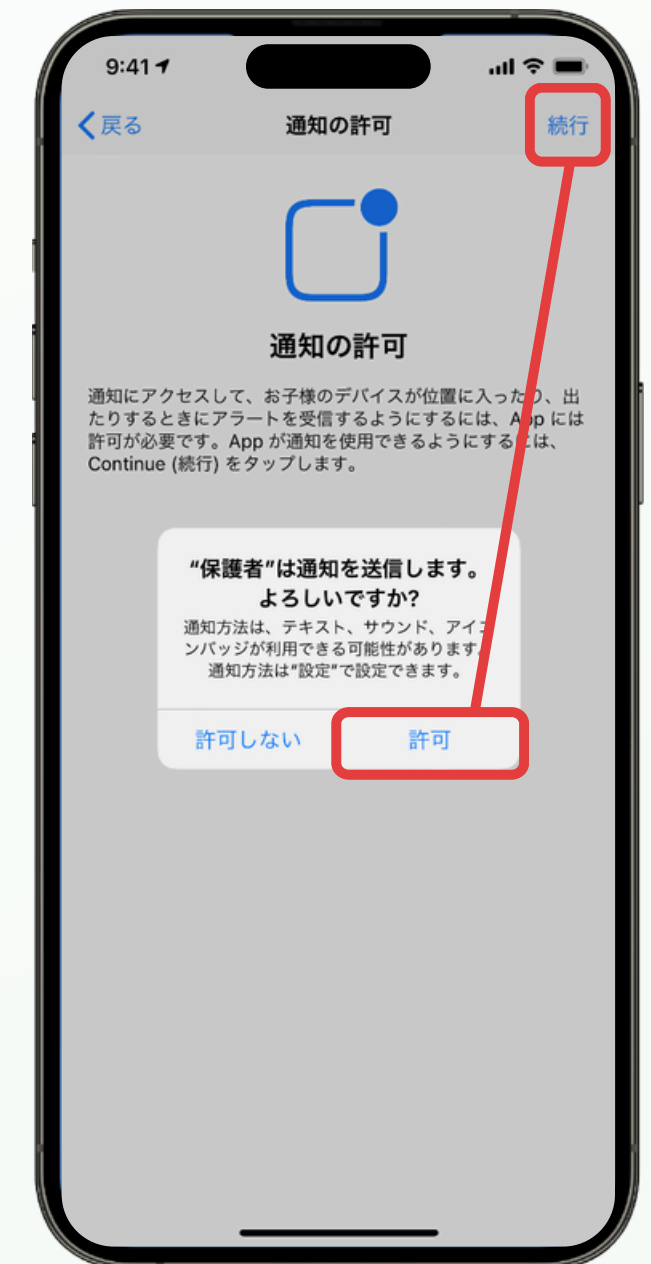 9:41
戻る
通知の許可
続行
通知の許可
通知にアクセスして、お子様のデバイスが位置に入ったり、出
たりするときにアラートを受信するようにするには、App には
許可が必要です。App が通知を使用できるようにするには、
Continue (続行) をタップします。
“保護者”は通知を送信します。
よろしいですか?
通知方法は、テキスト、サウンド、アイコ
ンバッジが利用できる可能性があります。
通知方法は“設定”で設定できます。
許可しない
許可